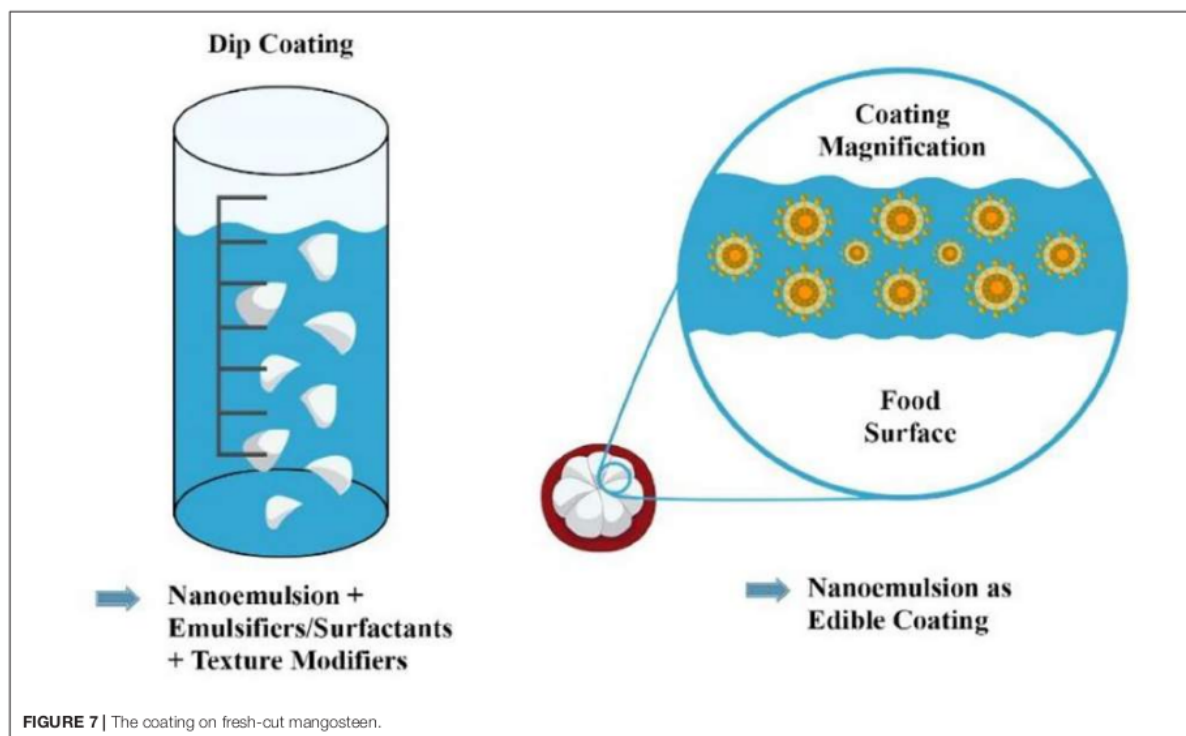 Dip Coating
Nanoemulsion +
Emulsifiers/Surfactants
+ Texture Modifiers
Coating
Magnification
Food
Surface
Nanoemulsion as
Edible Coating
FIGURE 7 | The coating on fresh-cut mangosteen.